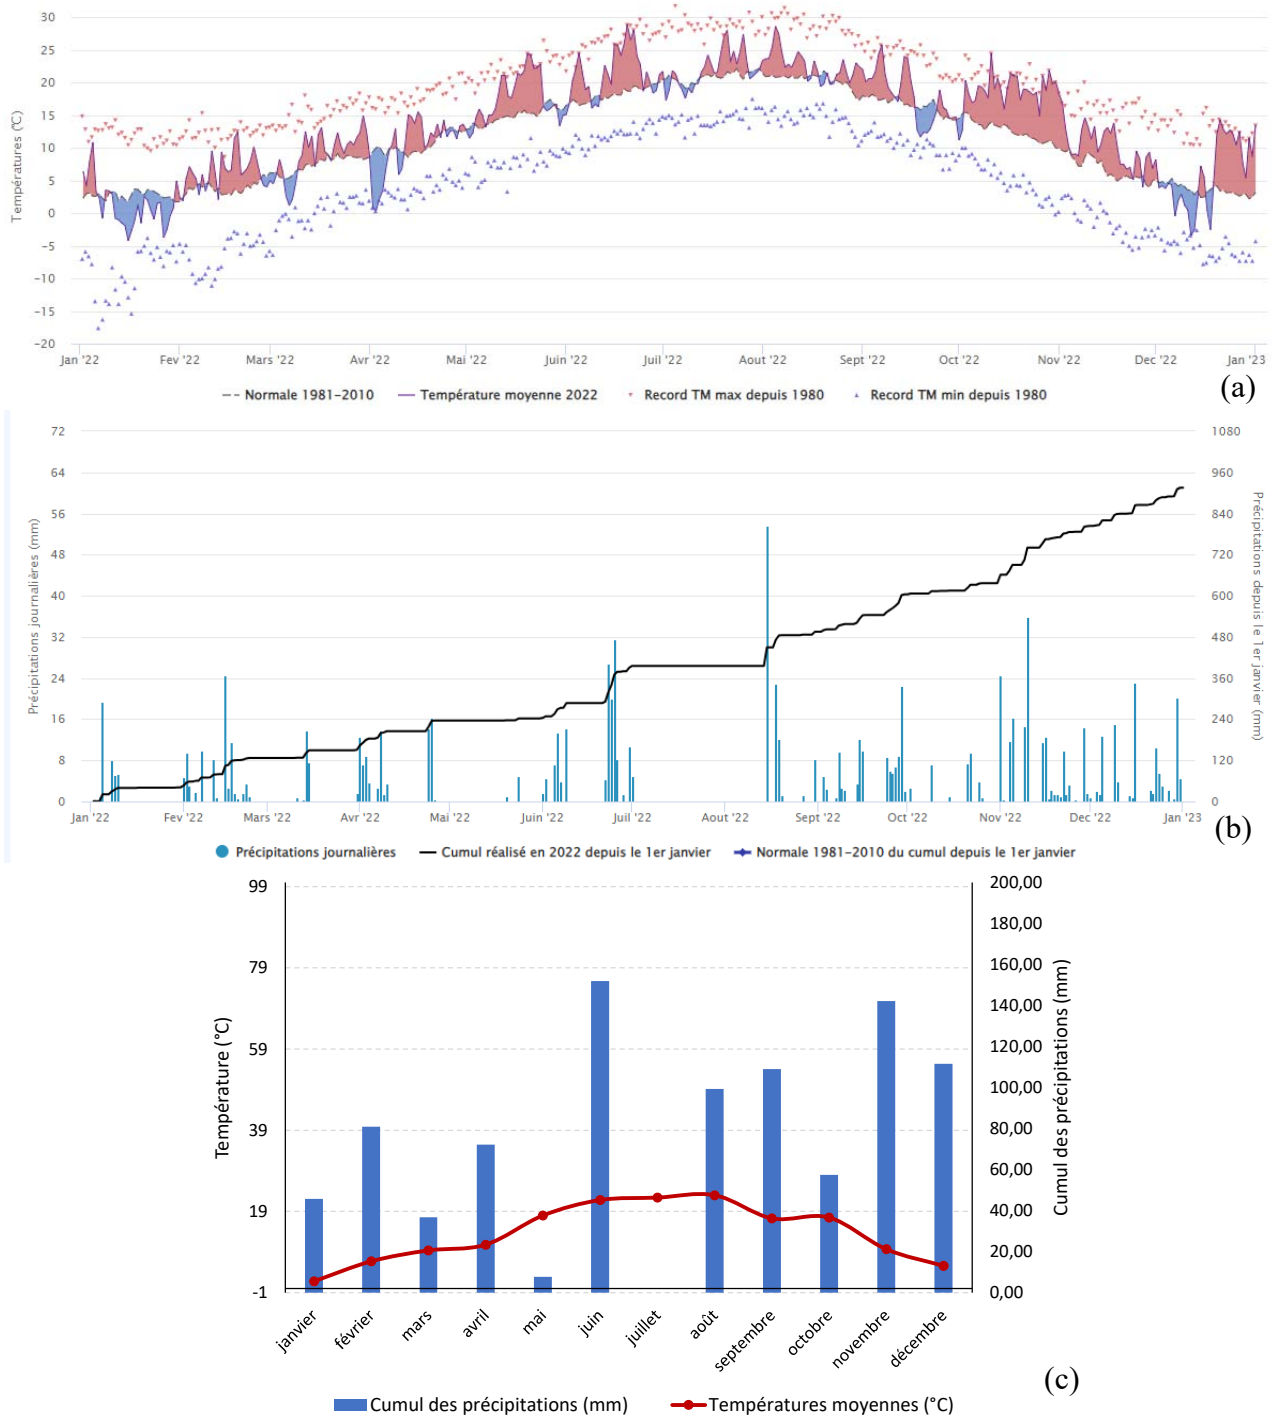 30
25
20
15
10
5
0
−5
−10
−15
−20
Températures (℃)
Jan '22 Fev '22 Mars '22 Avr '22 Mai '22 Juin '22 Juil '22 Aout '22 Sept '22 Oct '22 Nov '22 Dec '22 Jan '23
Normale 1981−2010 Température moyenne 2022 Record TM max depuis 1980 Record TM min depuis 1980
(a)
72 1080
64 960
56 840
48 720
40 600
32 480
24 360
16 240
8 120
0 0
Précipitations journalières (mm)
Précipitations depuis le 1er janvier (mm)
Jan '22 Fev '22 Mars '22 Avr '22 Mai '22 Juin '22 Juil '22 Aout '22 Sept '22 Oct '22 Nov '22 Dec '22 Jan '23
(b)
Précipitations journalières Cumul réalisé en 2022 depuis le 1er janvier Normale 1981−2010 du cumul depuis le 1er janvier
99
79
59
39
19
-1
Température (°C)
200,00
180,00
160,00
140,00
120,00
100,00
80,00
60,00
40,00
20,00
0,00
Cumul des précipitations (mm)
janvier février mars avril mai juin juillet août septembre octobre novembre décembre
(c)
Cumul des précipitations (mm) Températures moyennes (°C)